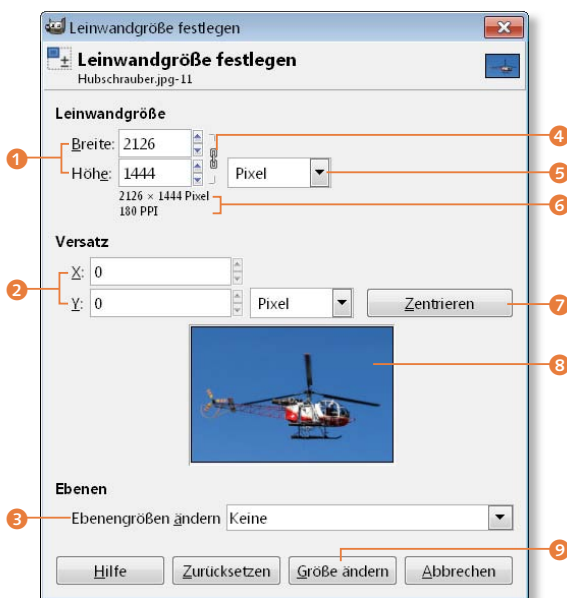 Leinwandgröße festlegen
Leinwandgröße festlegen
Hubschrauber.jpg-11
Leinwandgröße
1 Breite: 2126 4
Höhe: 1444 Pixel 5
2126 × 1444 Pixel 6
180 PPI
Versatz
2 X: 0
Y: 0 Pixel Zentrieren 7
8
Ebenen
3 Ebenengrößen ändern Keine
9
Hilfe Zurücksetzen Größe ändern Abbrechen